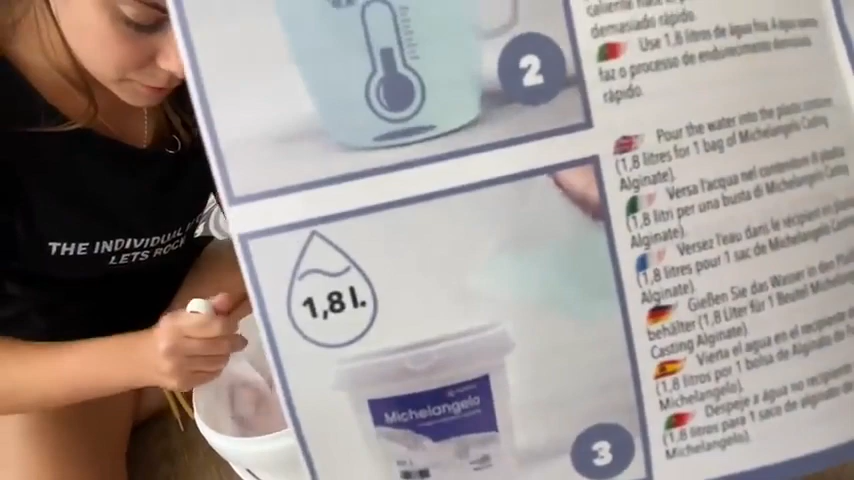 caliente hace
demasiado rápido.
Use 1,8 litros de água fria. A água
faz o processo de endurecimento
rápido.
2
Pour the water into the plastic container
(1,8 litres for 1 bag of Michelangelo Casting
Alginate).
Versa l'acqua nel contenitore di plastica
(1,8 litri per una busta di Michelangelo
Alginate).
Versez l'eau dans le récipient en
(1,8 litres pour 1 sac de Michelangelo
Alginate).
Gießen Sie das Wasser in den
behälter (1,8 Liter für 1 Beutel Michelangelo
Casting Alginate).
Vierta el agua en el recipiente
(1,8 litros por 1 bolsa de Alginato
Michelangelo).
Despeje a água no recipiente
(1,8 litros para 1 saco de alginato de
Michelangelo).
1,8 l.
Michelangelo
3
THE INDIVIDUAL
LETS ROCK